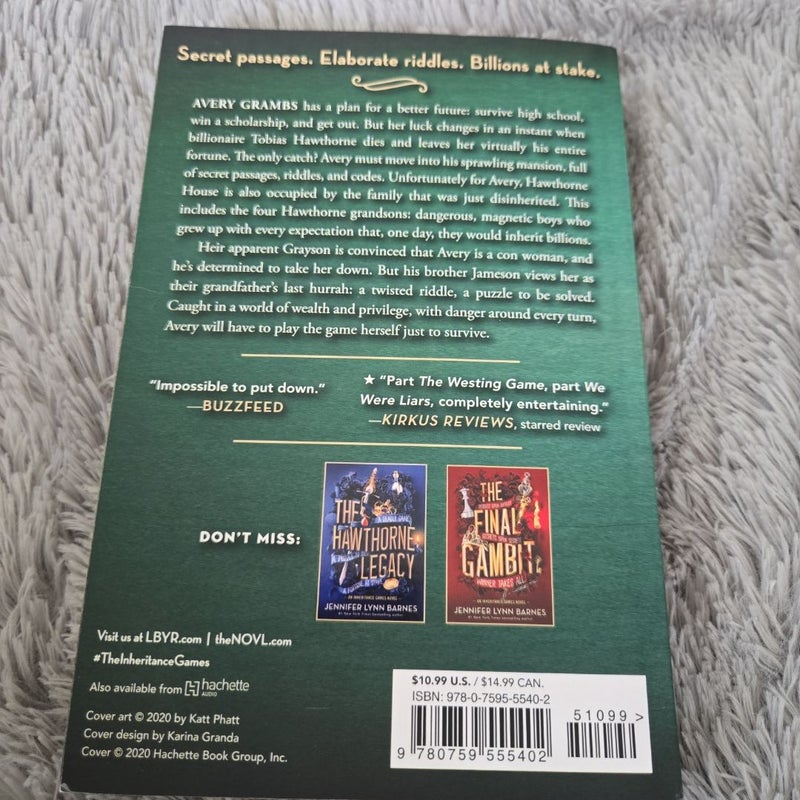 Secret passages. Elaborate riddles. Billions at stake.
AVERY GRAMBS has a plan for a better future: survive high school,
win a scholarship, and get out. But her luck changes in an instant when
billionaire Tobias Hawthorne dies and leaves her virtually his entire
fortune. The only catch? Avery must move into his sprawling mansion, full
of secret passages, riddles, and codes. Unfortunately for Avery, Hawthorne
House is also occupied by the family that was just disinherited. This
includes the four Hawthorne grandsons: dangerous, magnetic boys who
grew up with every expectation that, one day, they would inherit billions.
Heir apparent Grayson is convinced that Avery is a con woman, and
he's determined to take her down. But his brother Jameson views her as
their grandfather's last hurrah: a twisted riddle, a puzzle to be solved.
Caught in a world of wealth and privilege, with danger around every turn,
Avery will have to play the game herself just to survive.
"Impossible to put down."
—BUZZFEED
★ "Part The Westing Game, part We
Were Liars, completely entertaining."
—KIRKUS REVIEWS, starred review
DON'T MISS:
THE
HAWTHORNE
LEGACY
AN INHERITANCE GAMES NOVEL
JENNIFER LYNN BARNES
THE
FINAL
GAMBIT
WINNER TAKES ALL
AN INHERITANCE GAMES NOVEL
JENNIFER LYNN BARNES
Visit us at LBYR.com | theNOVL.com
#TheInheritanceGames
Also available from hachette
AUDIO
Cover art © 2020 by Katt Phatt
Cover design by Karina Granda
Cover © 2020 Hachette Book Group, Inc.
$10.99 U.S. / $14.99 CAN.
ISBN: 978-0-7595-5540-2
51099 >
9 780759 555402